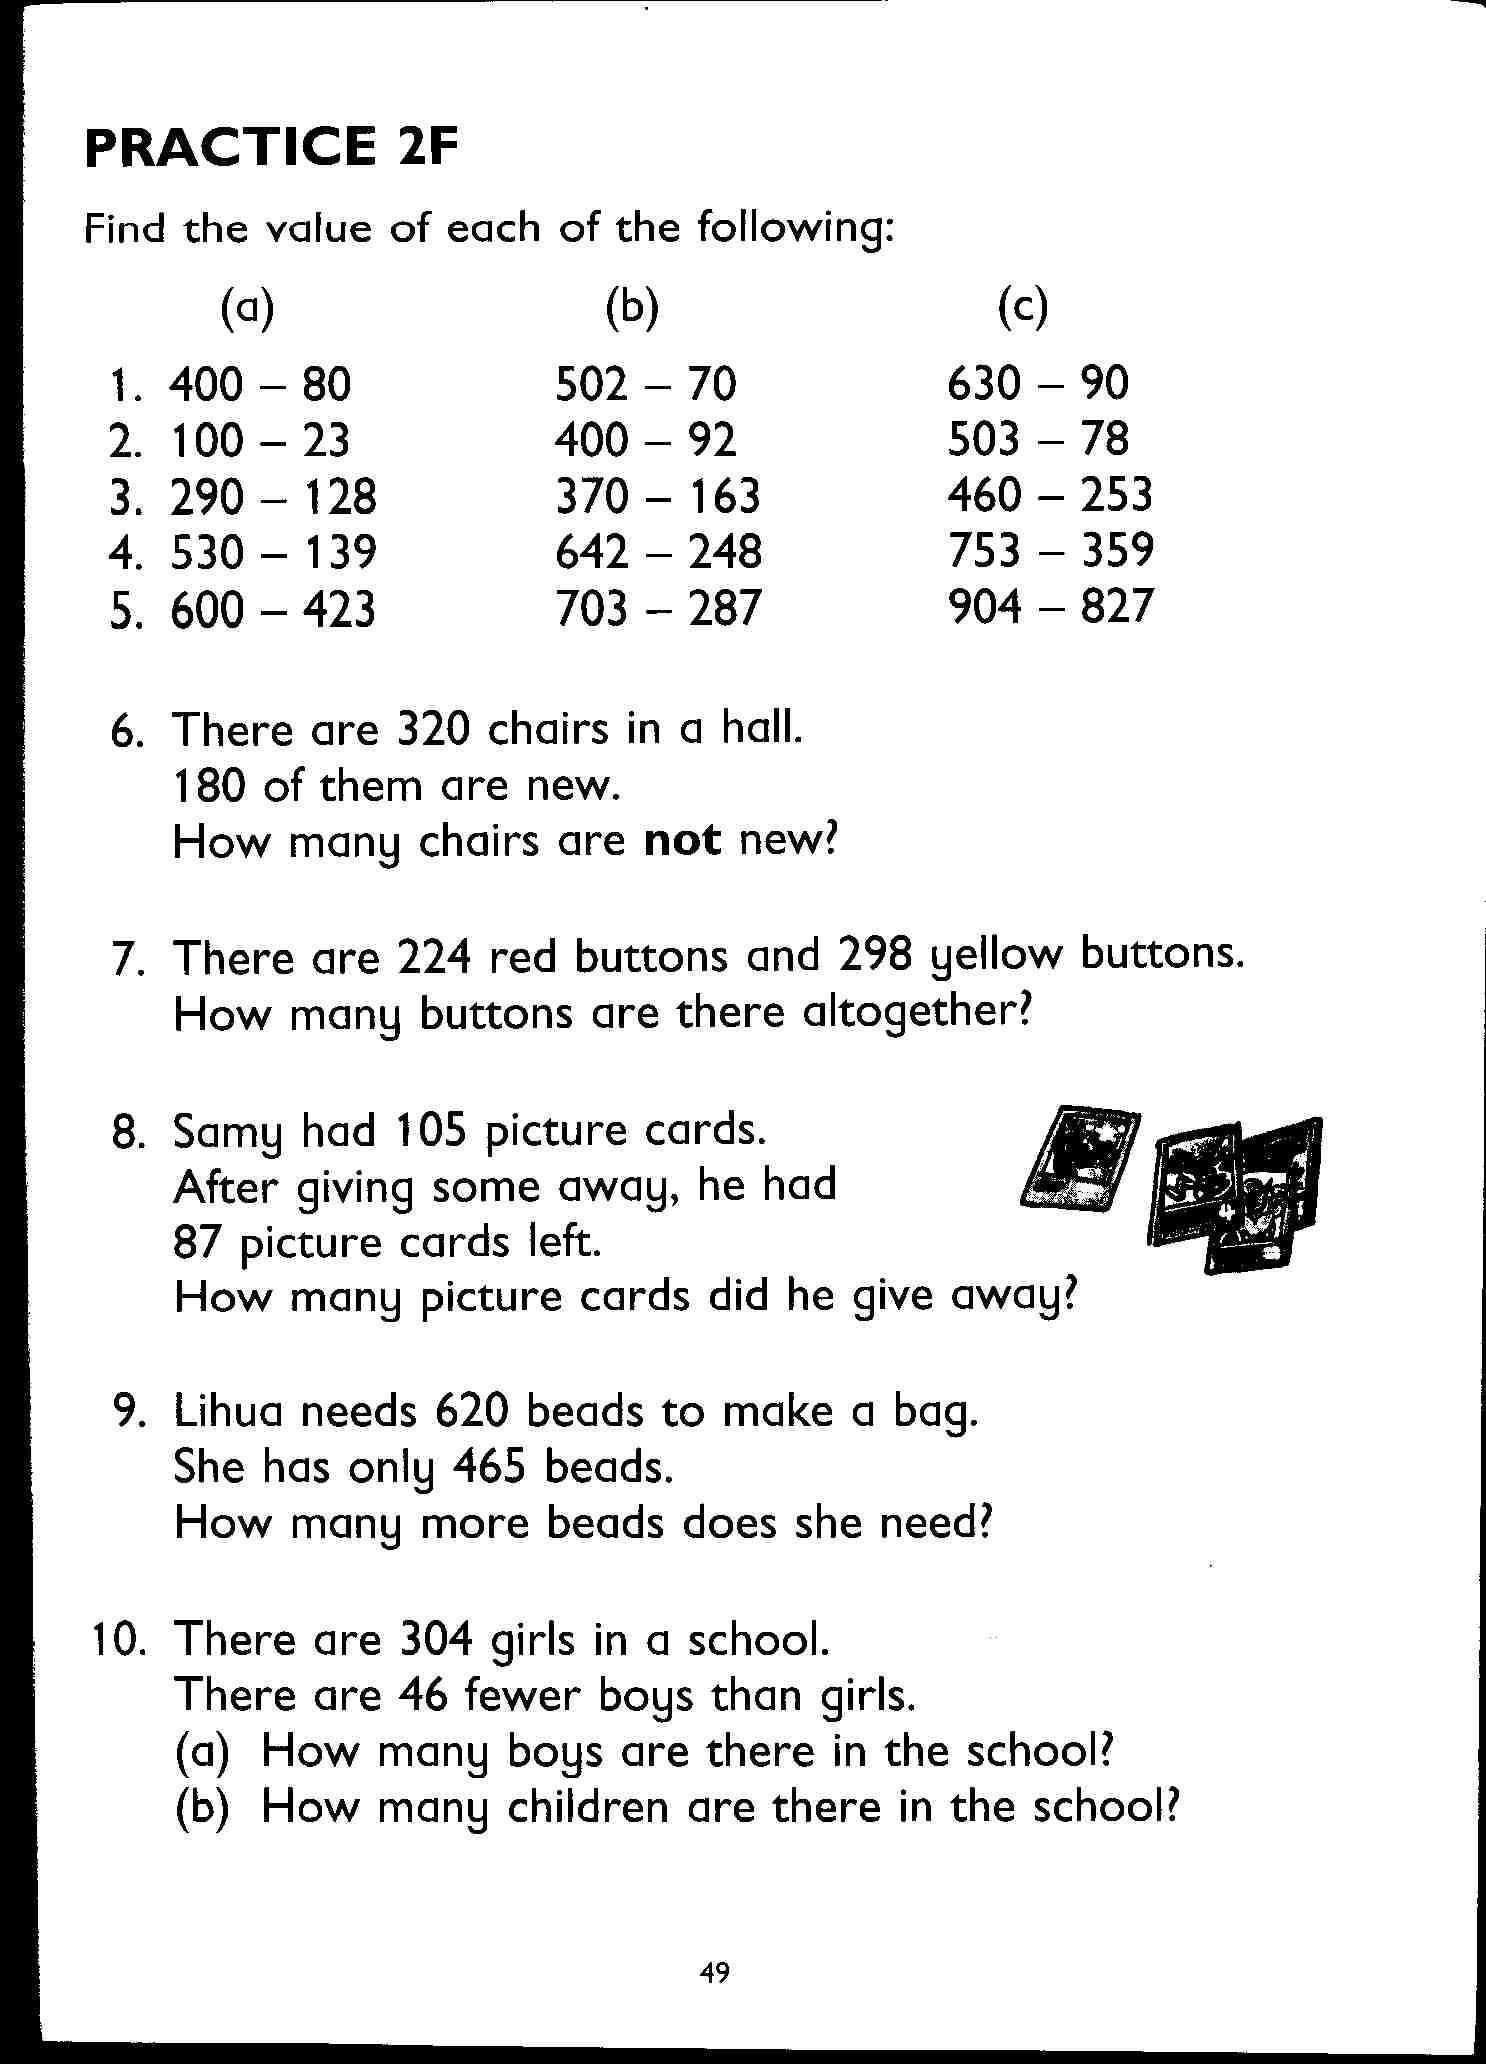 PRACTICE 2F
Find the value of each of the following:
(a) (b) (c)
1. 400 – 80 502 – 70 630 – 90
2. 100 – 23 400 – 92 503 – 78
3. 290 – 128 370 – 163 460 – 253
4. 530 – 139 642 – 248 753 – 359
5. 600 – 423 703 – 287 904 – 827
6. There are 320 chairs in a hall.
180 of them are new.
How many chairs are not new?
7. There are 224 red buttons and 298 yellow buttons.
How many buttons are there altogether?
8. Samy had 105 picture cards.
After giving some away, he had
87 picture cards left.
How many picture cards did he give away?
9. Lihua needs 620 beads to make a bag.
She has only 465 beads.
How many more beads does she need?
10. There are 304 girls in a school.
There are 46 fewer boys than girls.
(a) How many boys are there in the school?
(b) How many children are there in the school?
49